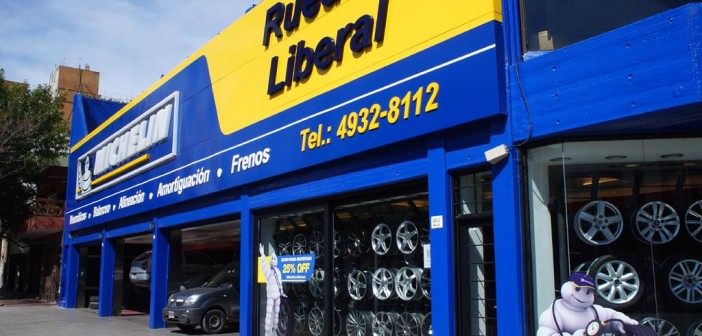 Liberal
Tel.: 4932-8112
MICHELIN
Neumáticos • Balanceo • Alineación • Amortiguación • Frenos
25% OFF